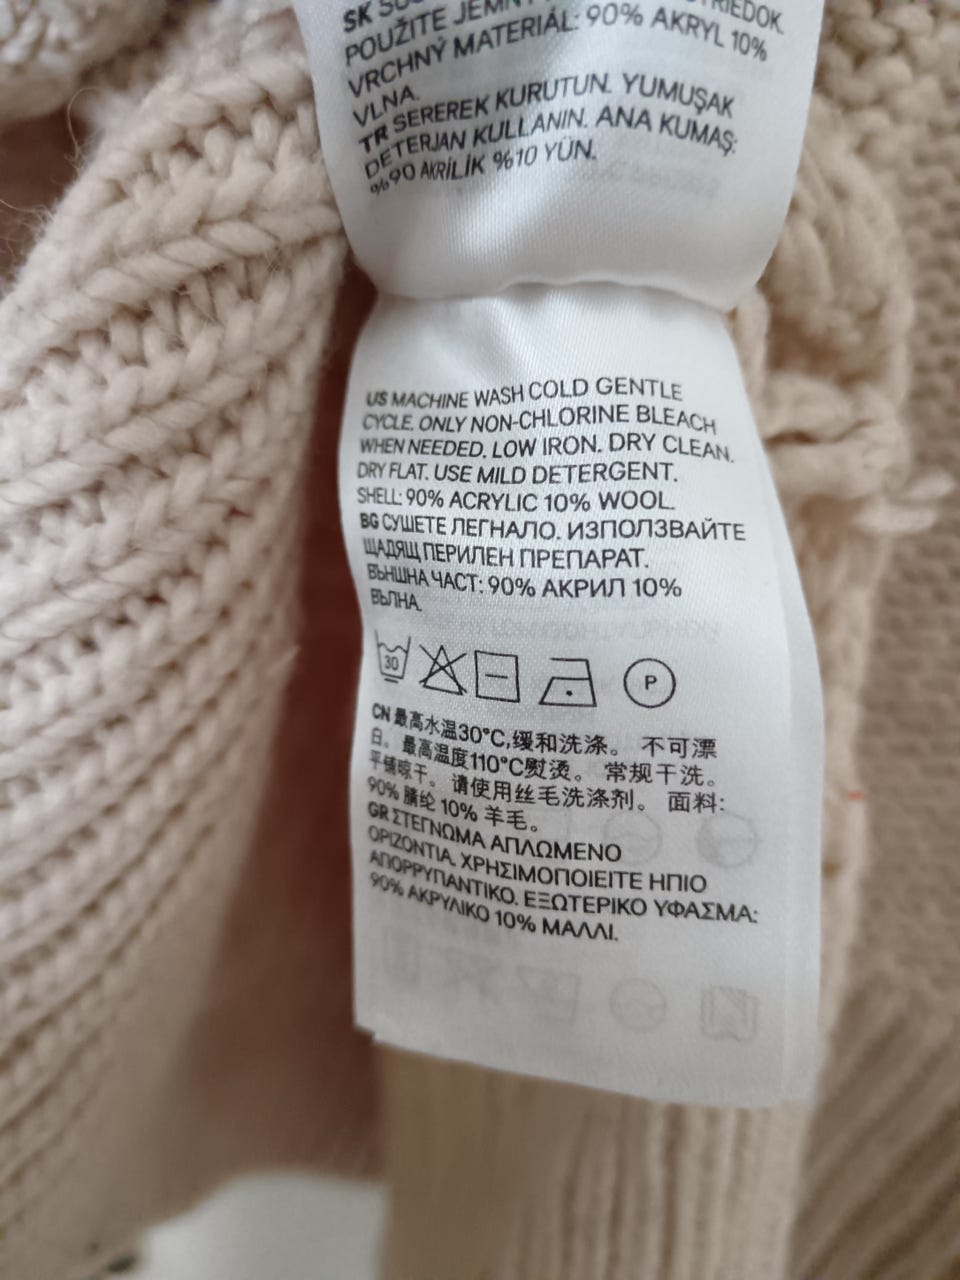 SK
POUŽITE
VRCHNÝ MATERIÁL: 90% AKRYL 10%
VLNA.
TR SEREREK KURUTUN. YUMUŞAK
DETERJAN KULLANIN. ANA KUMAŞ:
%90 AKRİLİK %10 YÜN.
US MACHINE WASH COLD GENTLE
CYCLE. ONLY NON-CHLORINE BLEACH
WHEN NEEDED. LOW IRON. DRY CLEAN.
DRY FLAT. USE MILD DETERGENT.
SHELL: 90% ACRYLIC 10% WOOL.
BG СУШЕТЕ ЛЕГНАЛО. ИЗПОЛЗВАЙТЕ
ЩАДЯЩ ПЕРИЛЕН ПРЕПАРАТ.
ВЪНШНА ЧАСТ: 90% АКРИЛ 10%
ВЪЛНА.
30 P
CN 最高水温30°C,缓和洗涤。 不可漂
白。 最高温度110°C熨烫。 常规干洗。
平铺晾干。 请使用丝毛洗涤剂。 面料:
90% 腈纶 10% 羊毛。
GR ΣΤΕΓΝΩΜΑ ΑΠΛΩΜΕΝΟ
ΟΡΙΖΟΝΤΙΑ. ΧΡΗΣΙΜΟΠΟΙΕΙΤΕ ΗΠΙΟ
ΑΠΟΡΡΥΠΑΝΤΙΚΟ. ΕΞΩΤΕΡΙΚΟ ΥΦΑΣΜΑ:
90% ΑΚΡΥΛΙΚΟ 10% ΜΑΛΛΙ.